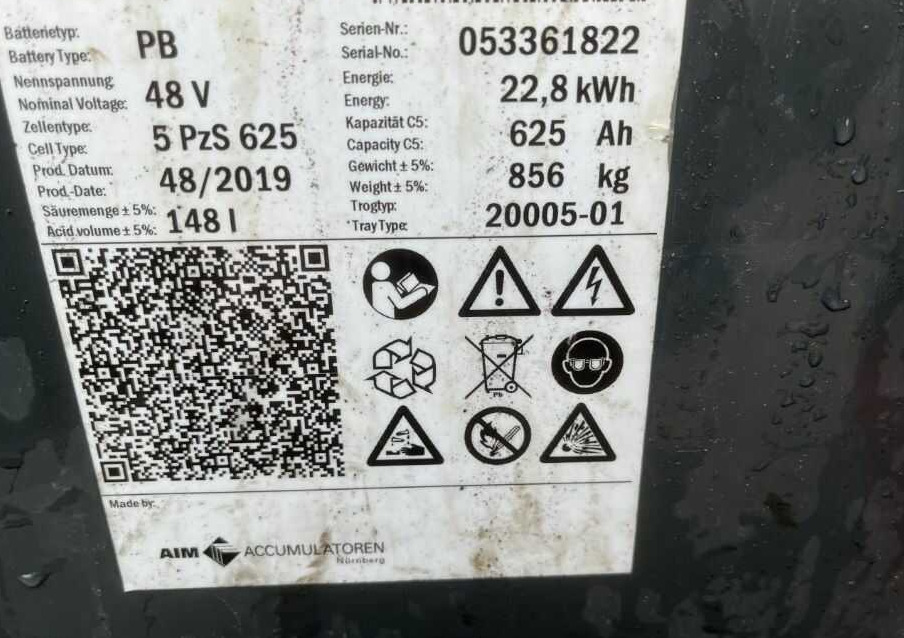 Batterietyp:
Battery Type: PB
Serien-Nr.:
Serial-No.: 053361822
Nennspannung
Nominal Voltage: 48 V
Energie:
Energy: 22,8 kWh
Zellentype:
Cell Type: 5 PzS 625
Kapazität C5:
Capacity C5: 625 Ah
Prod. Datum:
Prod.-Date: 48/2019
Gewicht ± 5%:
Weight ± 5%: 856 kg
Säuremenge ± 5%:
Acid volume ± 5%: 148 l
Trogtyp:
Tray Type: 20005-01
Pb
Made by:
AIM ACCUMULATOREN
Nürnberg